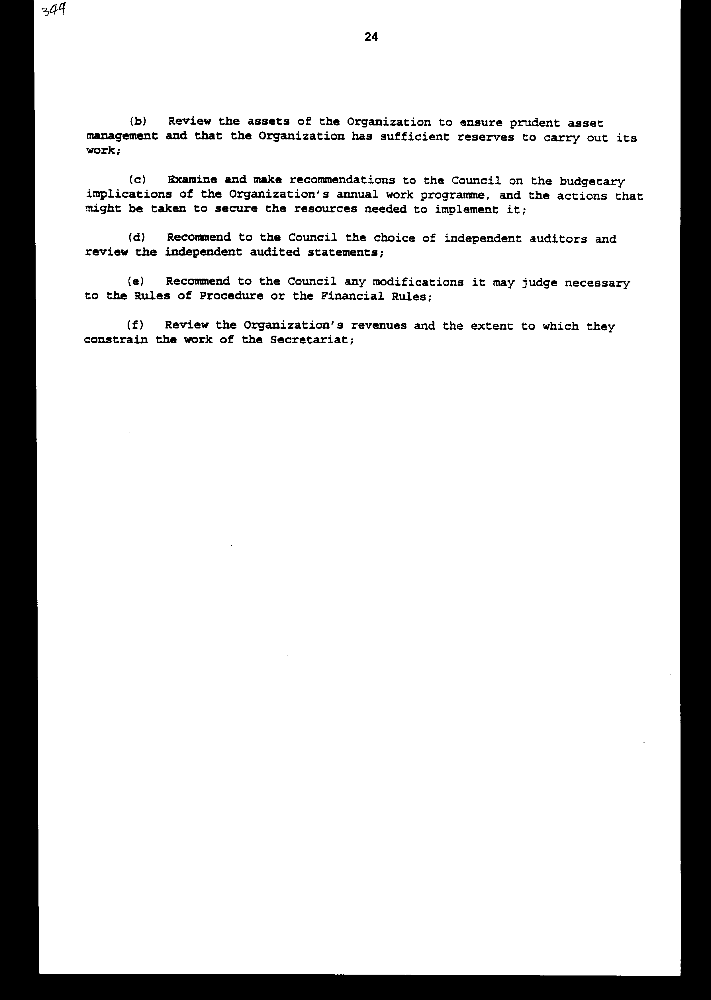 344
24
(b) Review the assets of the Organization to ensure prudent asset
management and that the Organization has sufficient reserves to carry out its
work;
(c) Examine and make recommendations to the Council on the budgetary
implications of the Organization's annual work programme, and the actions that
might be taken to secure the resources needed to implement it;
(d) Recommend to the Council the choice of independent auditors and
review the independent audited statements;
(e) Recommend to the Council any modifications it may judge necessary
to the Rules of Procedure or the Financial Rules;
(f) Review the Organization's revenues and the extent to which they
constrain the work of the Secretariat;